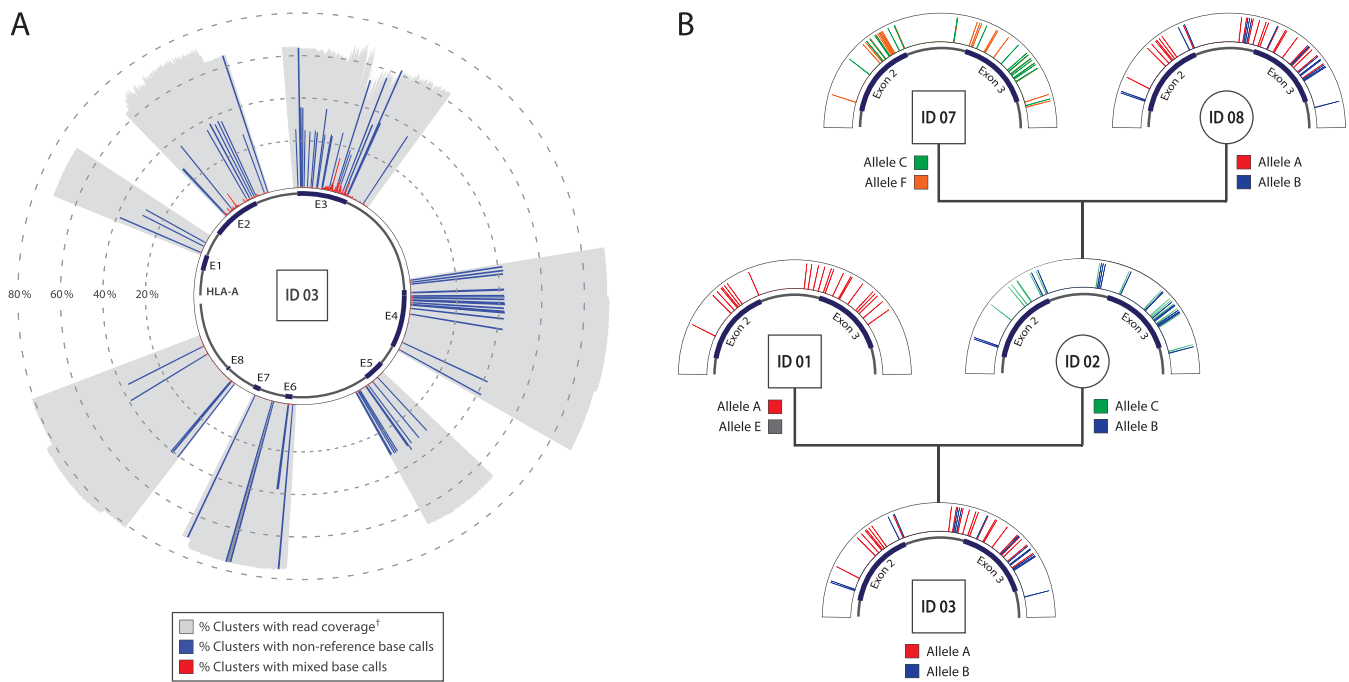 A
E1
E2
E3
E4
E5
E6
E7
E8
HLA-A
ID 03
80%
60%
40%
20%
% Clusters with read coverage†
% Clusters with non-reference base calls
% Clusters with mixed base calls
B
Exon 2
Exon 3
ID 07
Allele C
Allele F
Exon 2
Exon 3
ID 08
Allele A
Allele B
Exon 2
Exon 3
ID 01
Allele A
Allele E
Exon 2
Exon 3
ID 02
Allele C
Allele B
Exon 2
Exon 3
ID 03
Allele A
Allele B